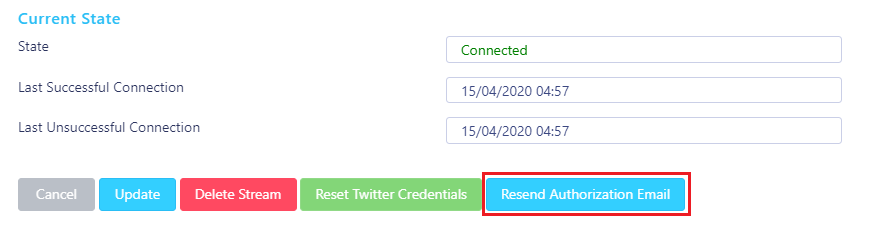 Current State
State
Connected
Last Successful Connection
15/04/2020 04:57
Last Unsuccessful Connection
15/04/2020 04:57
Cancel Update Delete Stream Reset Twitter Credentials Resend Authorization Email